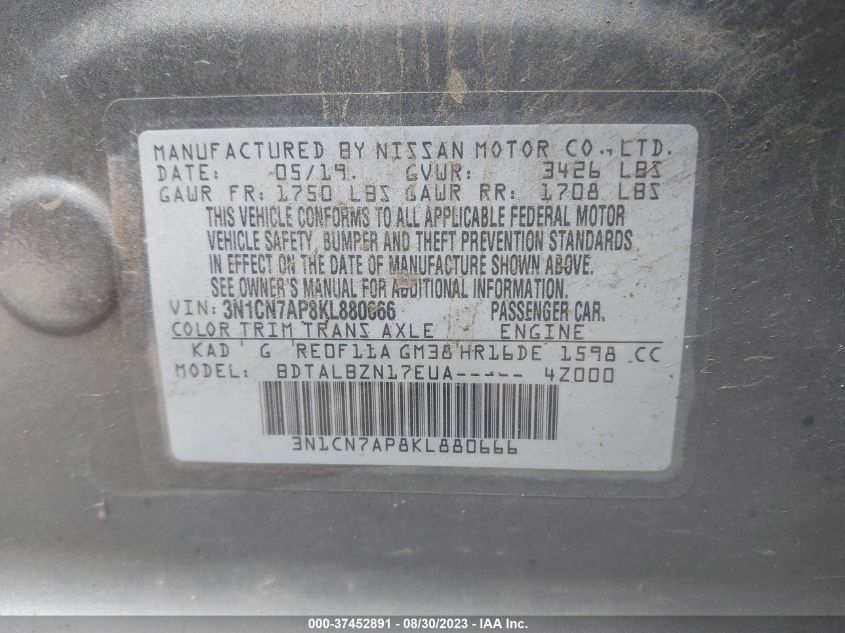 MANUFACTURED BY NISSAN MOTOR CO., LTD.
DATE: 05/19. GVWR: 3426 LBS
GAWR FR: 1750 LBS GAWR RR: 1708 LBS
THIS VEHICLE CONFORMS TO ALL APPLICABLE FEDERAL MOTOR
VEHICLE SAFETY, BUMPER AND THEFT PREVENTION STANDARDS
IN EFFECT ON THE DATE OF MANUFACTURE SHOWN ABOVE.
SEE OWNER'S MANUAL FOR ADDITIONAL INFORMATION.
VIN: 3N1CN7AP8KL880666 PASSENGER CAR.
COLOR TRIM TRANS AXLE ENGINE
KAD G RE0F11A GM38 HR16DE 1598 CC
MODEL: BDTALBZN17EUA----- 4Z000
3N1CN7AP8KL880666
000-37452891 - 08/30/2023 - IAA Inc.